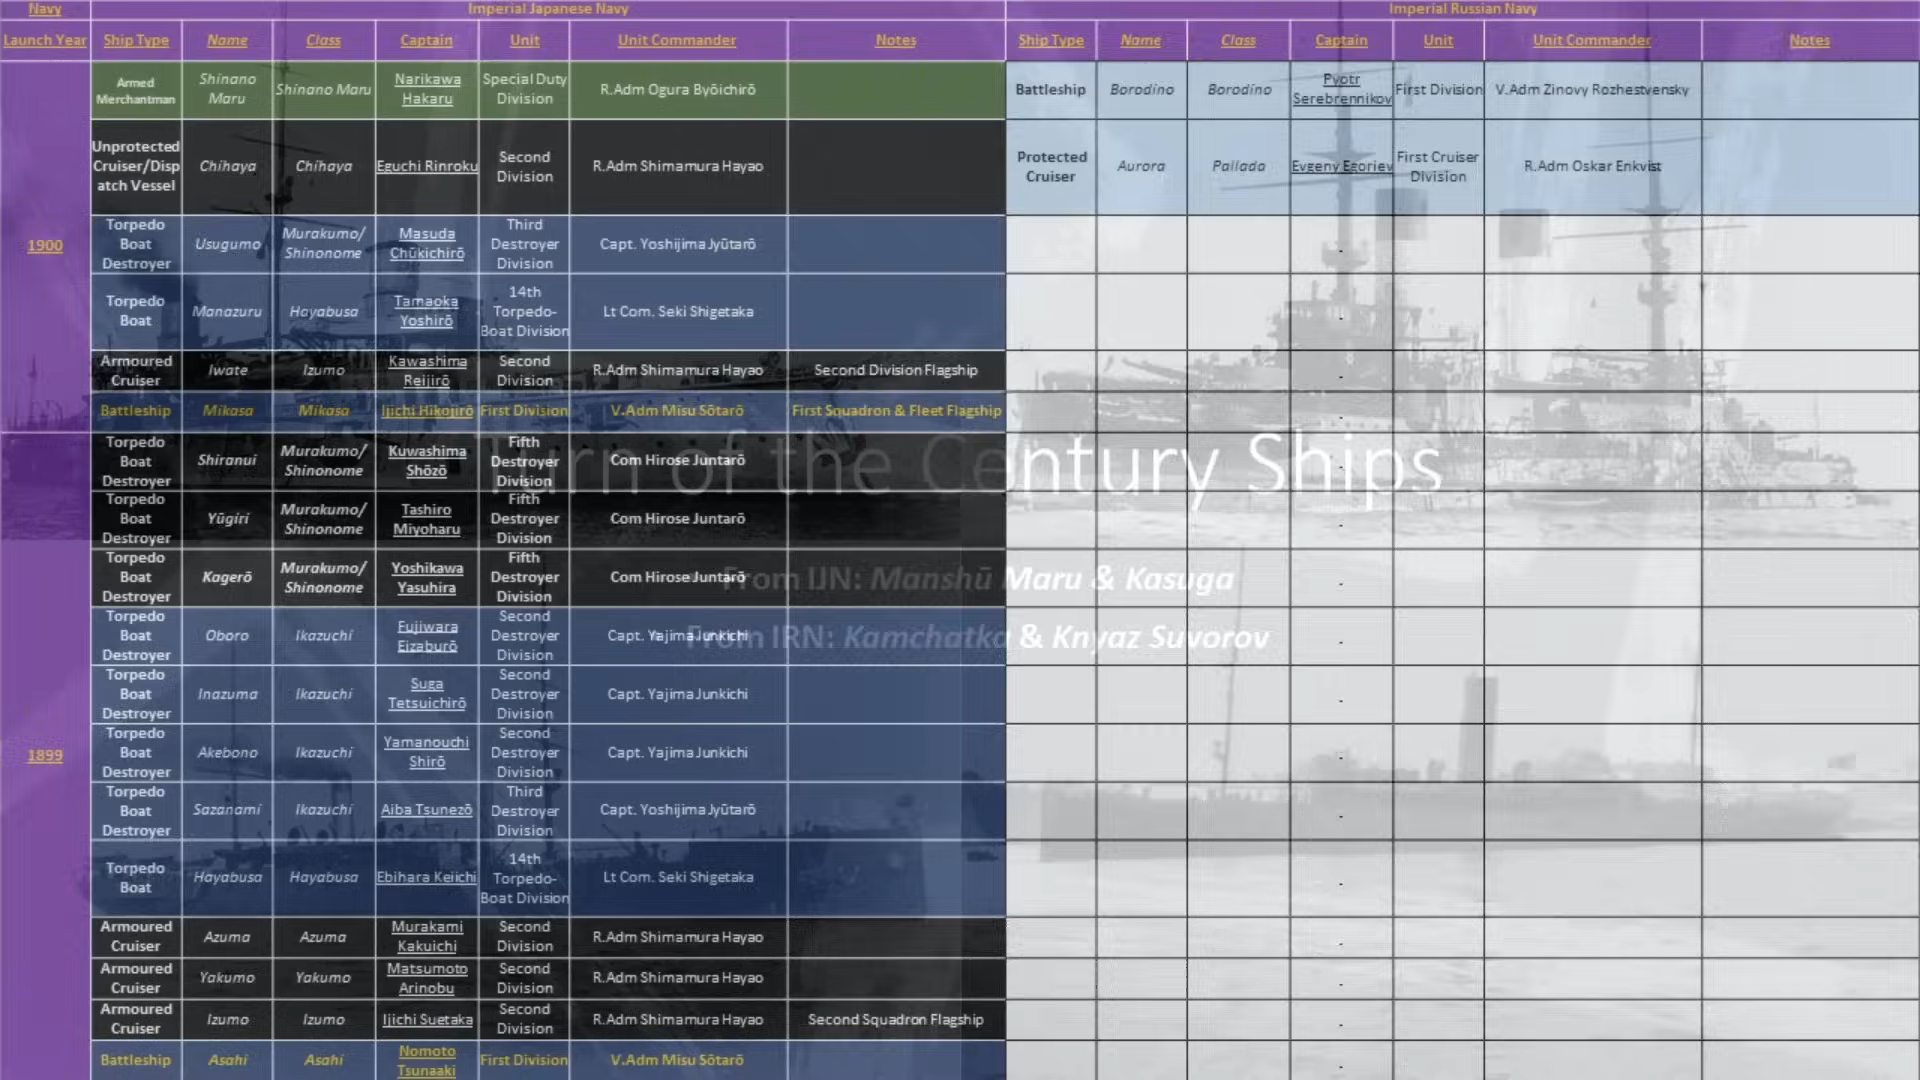 Navy Imperial Japanese Navy Imperial Russian Navy
Launch Year Ship Type Name Class Captain Unit Unit Commander Notes Ship Type Name Class Captain Unit Unit Commander Notes
1900
Armed Merchantman Shinano Maru Shinano Maru Narikawa Hakaru Special Duty Division R.Adm Ogura Byōichirō Battleship Borodino Borodino Pyotr Serebrennikov First Division V.Adm Zinovy Rozhestvensky
Unprotected Cruiser/Disp atch Vessel Chihaya Chihaya Eguchi Rinroku Second Division R.Adm Shimamura Hayao Protected Cruiser Aurora Pallada Evgeny Egoriev First Cruiser Division R.Adm Oskar Enkvist
Torpedo Boat Destroyer Usugumo Murakumo/ Shinonome Masuda Chūkichirō Third Destroyer Division Capt. Yoshijima Jyūtarō -
Torpedo Boat Manazuru Hayabusa Tamaoka Yoshirō 14th Torpedo- Boat Division Lt Com. Seki Shigetaka -
Armoured Cruiser Iwate Izumo Kawashima Reijirō Second Division R.Adm Shimamura Hayao Second Division Flagship -
Battleship Mikasa Mikasa Ijichi Hikojirō First Division V.Adm Misu Sōtarō First Squadron & Fleet Flagship -
1899
Torpedo Boat Destroyer Shiranui Murakumo/ Shinonome Kuwashima Shōzō Fifth Destroyer Division Com Hirose Juntarō -
Turn of the Century Ships
Torpedo Boat Destroyer Yūgiri Murakumo/ Shinonome Tashiro Miyoharu Fifth Destroyer Division Com Hirose Juntarō -
Torpedo Boat Destroyer Kagerō Murakumo/ Shinonome Yoshikawa Yasuhira Fifth Destroyer Division Com Hirose Juntarō -
From IJN: Manshū Maru & Kasuga
Torpedo Boat Destroyer Oboro Ikazuchi Fujiwara Eizaburō Second Destroyer Division Capt. Yajima Junkichi -
From IRN: Kamchatka & Knyaz Suvorov
Torpedo Boat Destroyer Inazuma Ikazuchi Suga Tetsuichirō Second Destroyer Division Capt. Yajima Junkichi -
Torpedo Boat Destroyer Akebono Ikazuchi Yamanouchi Shirō Second Destroyer Division Capt. Yajima Junkichi -
Torpedo Boat Destroyer Sazanami Ikazuchi Aiba Tsunezō Third Destroyer Division Capt. Yoshijima Jyūtarō -
Torpedo Boat Hayabusa Hayabusa Ebihara Keiichi 14th Torpedo- Boat Division Lt Com. Seki Shigetaka -
Armoured Cruiser Azuma Azuma Murakami Kakuichi Second Division R.Adm Shimamura Hayao -
Armoured Cruiser Yakumo Yakumo Matsumoto Arinobu Second Division R.Adm Shimamura Hayao -
Armoured Cruiser Izumo Izumo Ijichi Suetaka Second Division R.Adm Shimamura Hayao Second Squadron Flagship -
Battleship Asahi Asahi Nomoto Tsunaaki First Division V.Adm Misu Sōtarō -